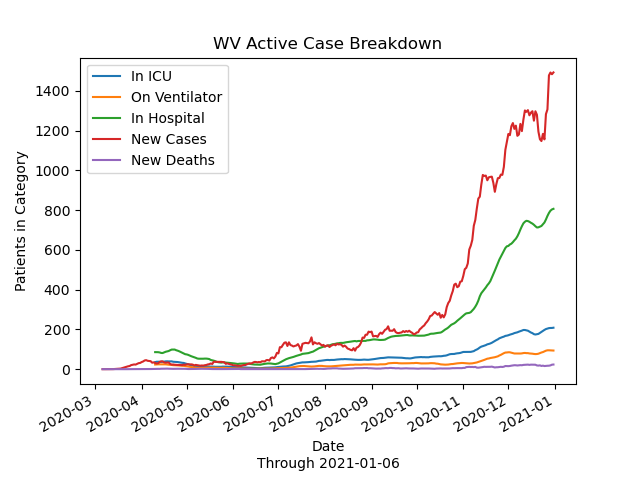 WV Active Case Breakdown
In ICU
On Ventilator
In Hospital
New Cases
New Deaths
Patients in Category
1400
1200
1000
800
600
400
200
0
2020-03
2020-04
2020-05
2020-06
2020-07
2020-08
2020-09
2020-10
2020-11
2020-12
2021-01
Date
Through 2021-01-06